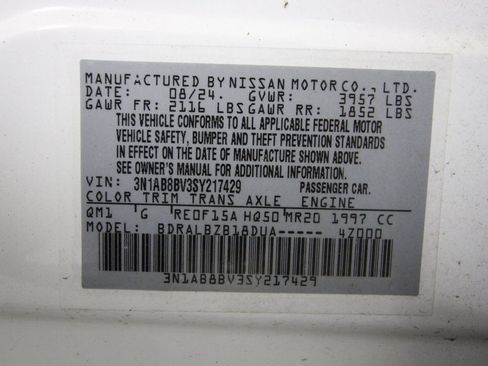 MANUFACTURED BY NISSAN MOTOR CO., LTD.
DATE: 08/24. GVWR: 3957 LBS
GAWR FR: 2116 LBS GAWR RR: 1852 LBS
THIS VEHICLE CONFORMS TO ALL APPLICABLE FEDERAL MOTOR
VEHICLE SAFETY, BUMPER AND THEFT PREVENTION STANDARDS
IN EFFECT ON THE DATE OF MANUFACTURE SHOWN ABOVE.
SEE OWNER'S MANUAL FOR ADDITIONAL INFORMATION.
VIN: 3N1AB8BV3SY217429 PASSENGER CAR.
COLOR TRIM TRANS AXLE ENGINE
QM1 G RE0F15A HQ50 MR20 1997 CC
MODEL: BDRALBZB18DUA----- 47000
3N1AB8BV3SY217429